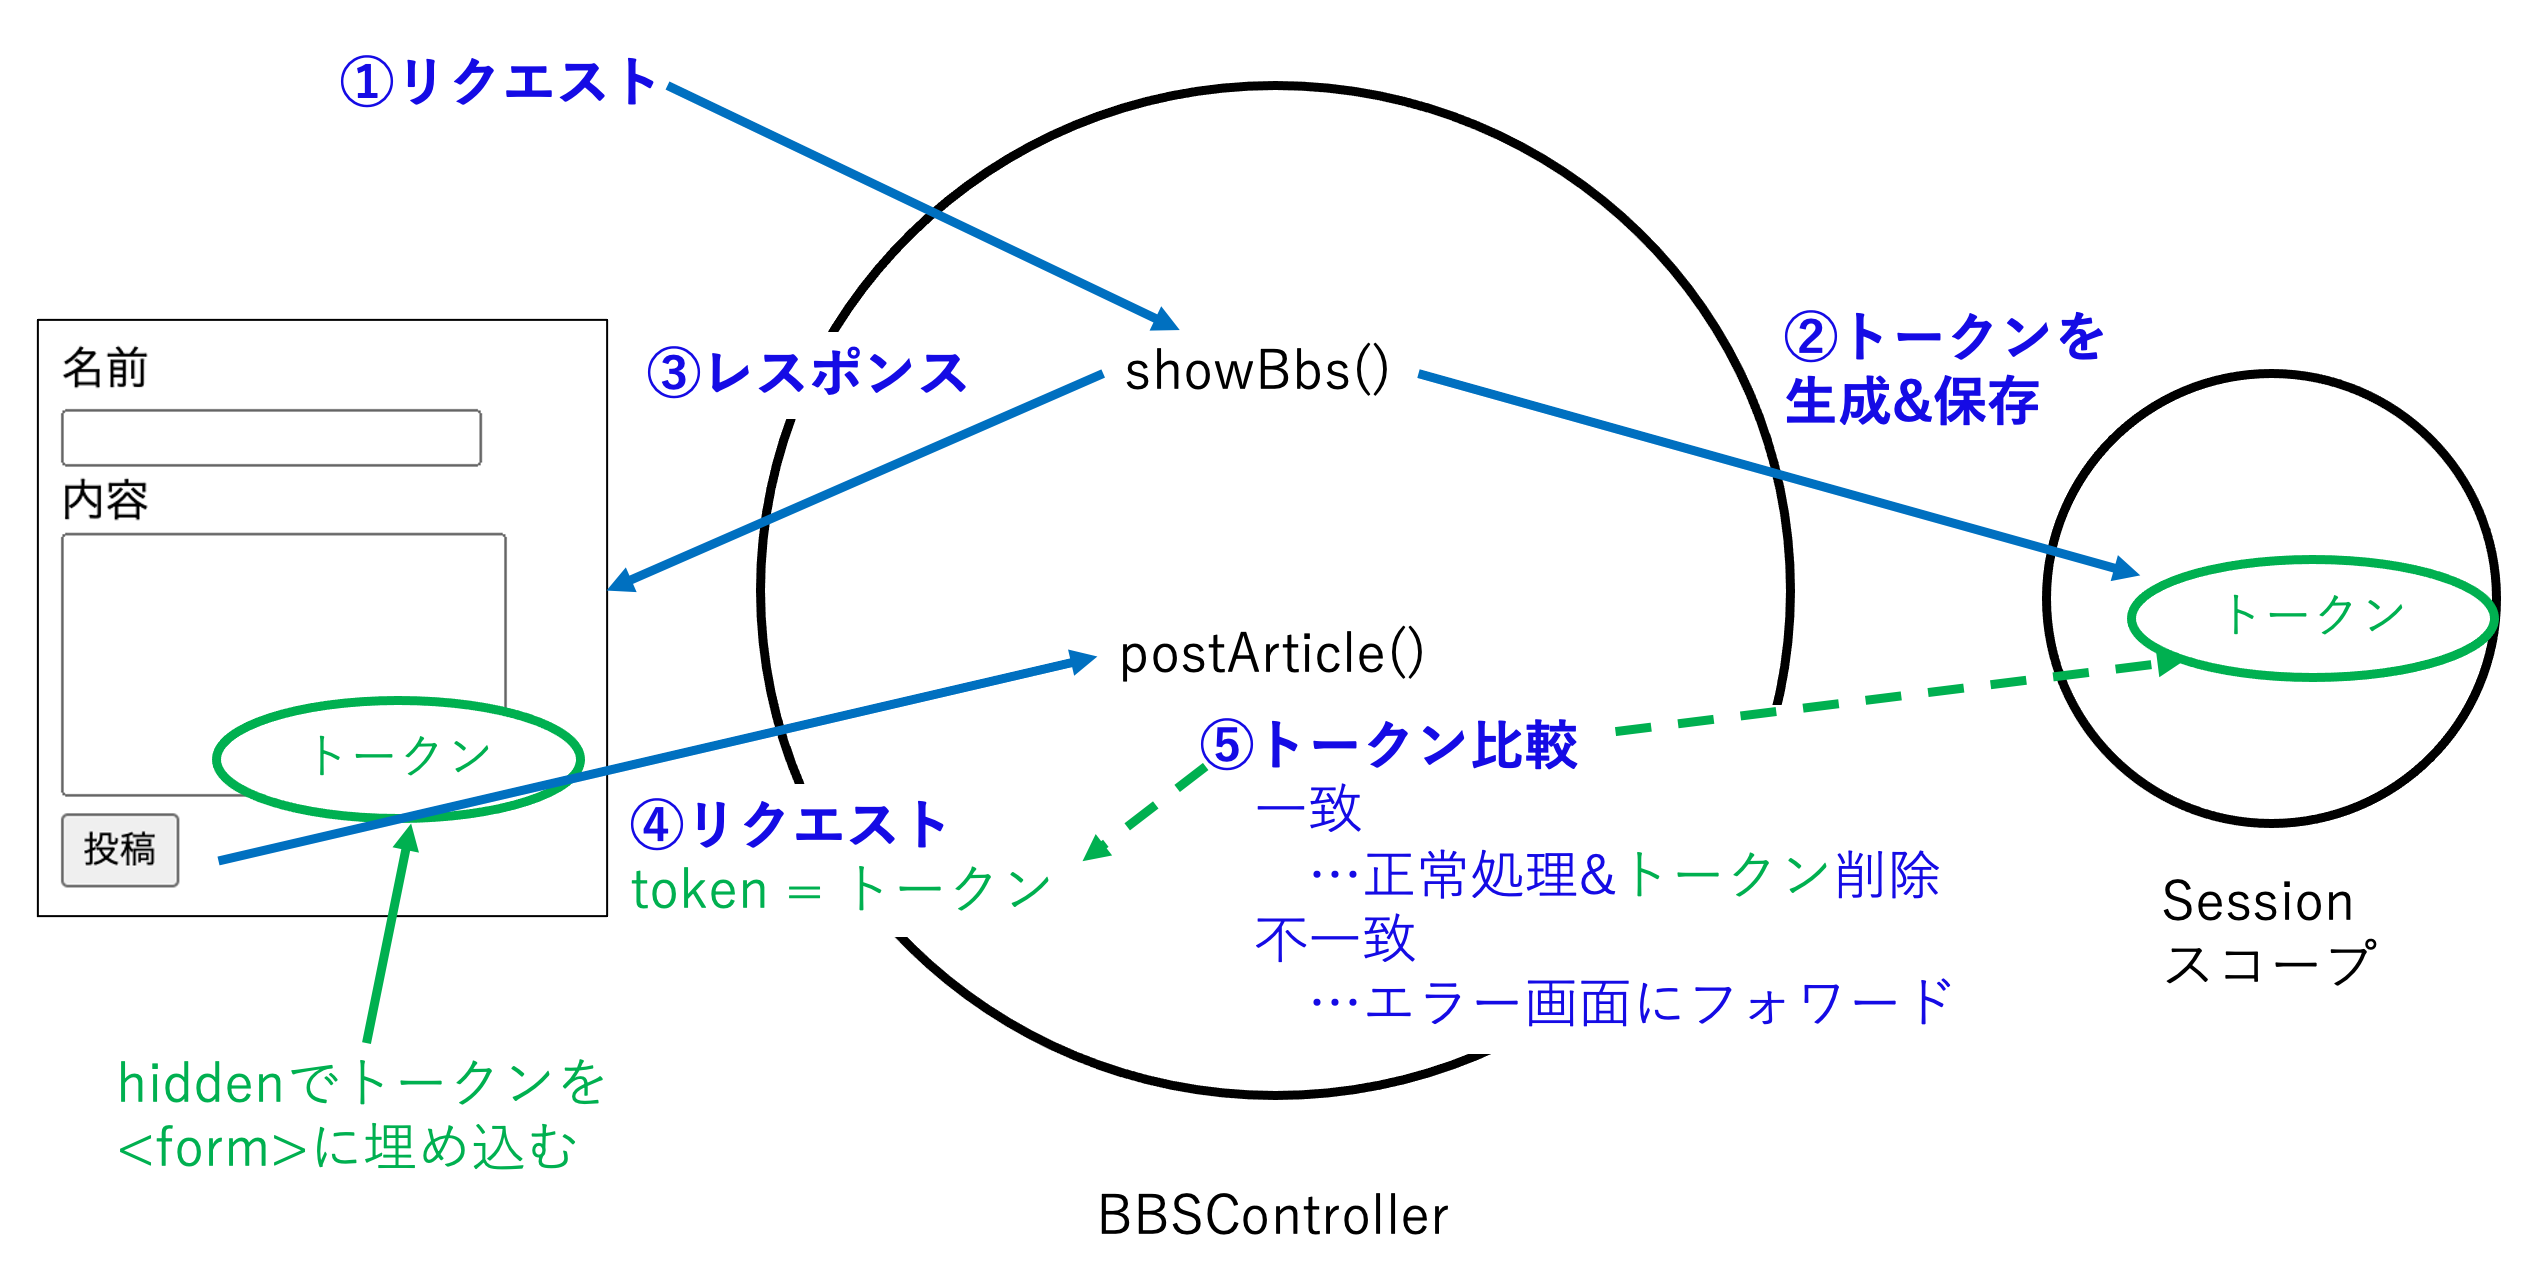 ①リクエスト
showBbs()
②トークンを
生成&保存
③レスポンス
名前
内容
トークン
投稿
トークン
postArticle()
④リクエスト
token = トークン
⑤トークン比較
一致
…正常処理&トークン削除
不一致
…エラー画面にフォワード
Session
スコープ
hiddenでトークンを
<form>に埋め込む
BBSController